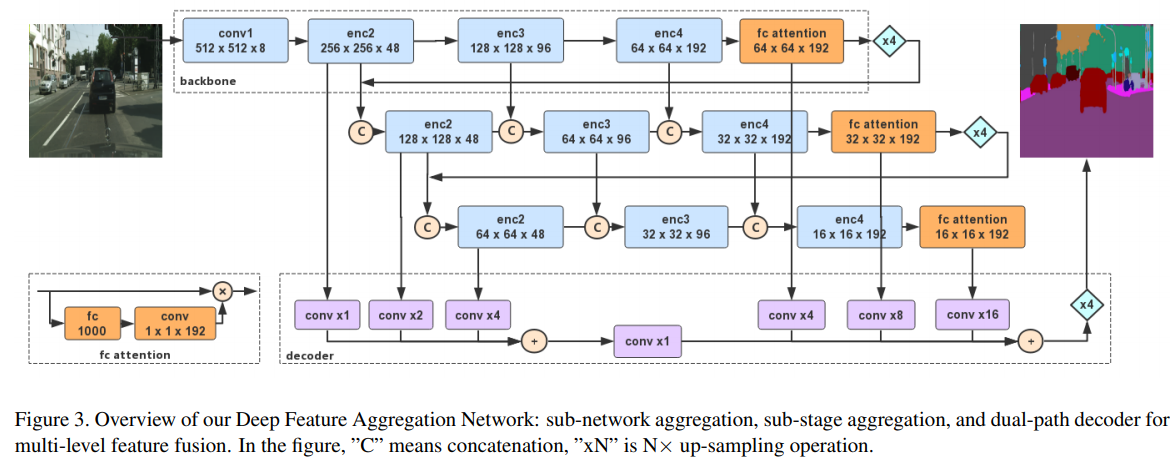 conv1
512 x 512 x 8
enc2
256 x 256 x 48
enc3
128 x 128 x 96
enc4
64 x 64 x 192
fc attention
64 x 64 x 192
x4
backbone
C
enc2
128 x 128 x 48
C
enc3
64 x 64 x 96
C
enc4
32 x 32 x 192
fc attention
32 x 32 x 192
x4
C
enc2
64 x 64 x 48
C
enc3
32 x 32 x 96
C
enc4
16 x 16 x 192
fc attention
16 x 16 x 192
fc
1000
conv
1 x 1 x 192
×
fc attention
conv x1
conv x2
conv x4
conv x4
conv x8
conv x16
x4
+
conv x1
+
decoder
Figure 3. Overview of our Deep Feature Aggregation Network: sub-network aggregation, sub-stage aggregation, and dual-path decoder for
multi-level feature fusion. In the figure, ”C” means concatenation, ”xN” is N× up-sampling operation.